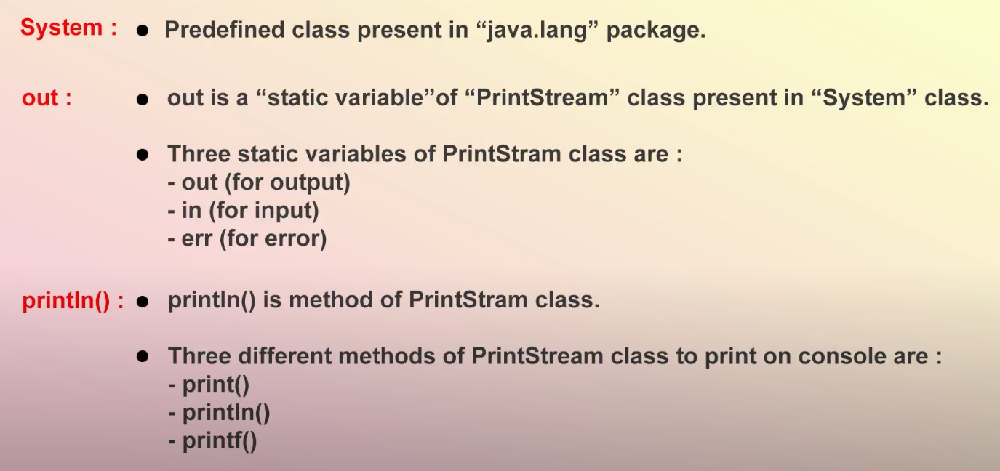 System : ● Predefined class present in “java.lang” package.
out : ● out is a “static variable”of “PrintStream” class present in “System” class.
● Three static variables of PrintStram class are :
- out (for output)
- in (for input)
- err (for error)
println() : ● println() is method of PrintStram class.
● Three different methods of PrintStream class to print on console are :
- print()
- println()
- printf()